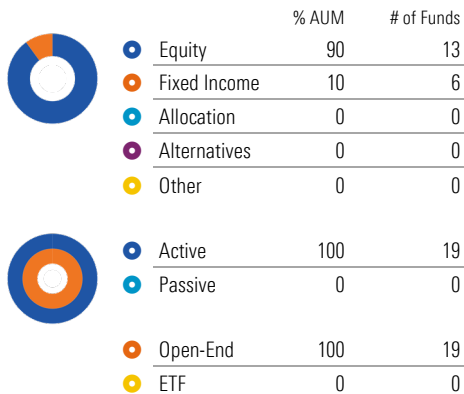 % AUM # of Funds
Equity 90 13
Fixed Income 10 6
Allocation 0 0
Alternatives 0 0
Other 0 0
Active 100 19
Passive 0 0
Open-End 100 19
ETF 0 0